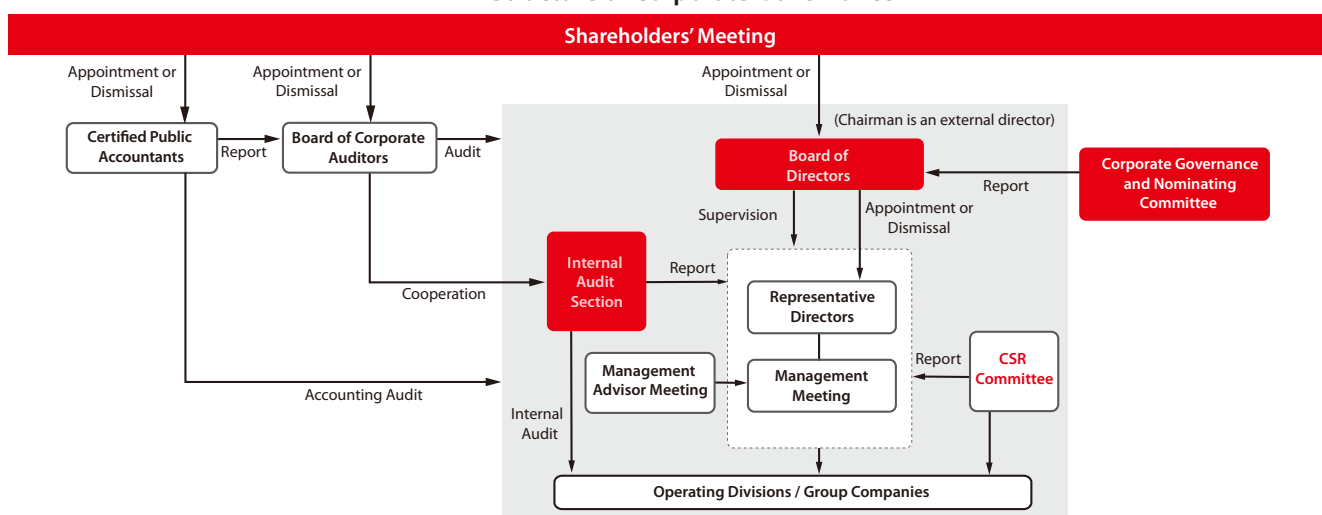 Shareholders’ Meeting
Appointment or
Dismissal
Appointment or
Dismissal
Appointment or
Dismissal
(Chairman is an external director)
Certified Public
Accountants
Report
Board of Corporate
Auditors
Audit
Board of
Directors
Report
Corporate Governance
and Nominating
Committee
Supervision
Appointment or
Dismissal
Internal
Audit
Section
Report
Cooperation
Representative
Directors
Management
Advisor Meeting
Management
Meeting
Report
CSR
Committee
Accounting Audit
Internal
Audit
Operating Divisions / Group Companies